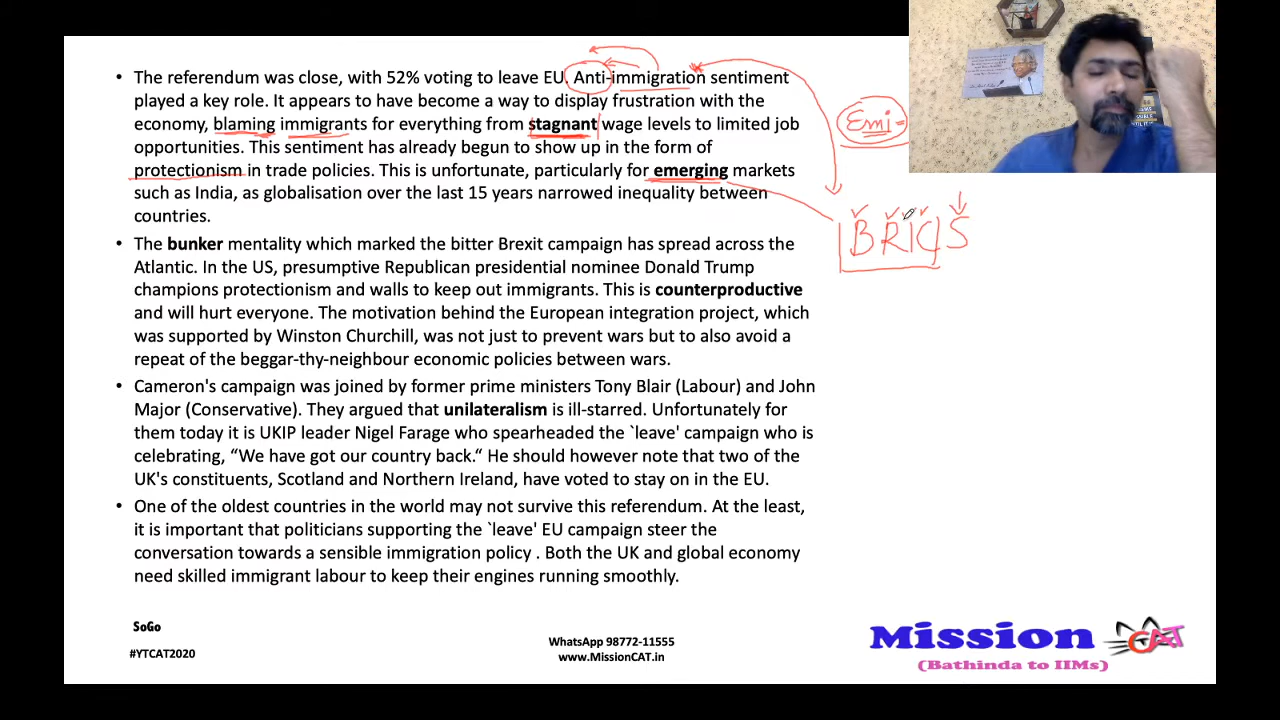 • The referendum was close, with 52% voting to leave EU. Anti-immigration sentiment
played a key role. It appears to have become a way to display frustration with the
economy, blaming immigrants for everything from stagnant wage levels to limited job
opportunities. This sentiment has already begun to show up in the form of
protectionism in trade policies. This is unfortunate, particularly for emerging markets
such as India, as globalisation over the last 15 years narrowed inequality between
countries.
Emi -
BRICS
• The bunker mentality which marked the bitter Brexit campaign has spread across the
Atlantic. In the US, presumptive Republican presidential nominee Donald Trump
champions protectionism and walls to keep out immigrants. This is counterproductive
and will hurt everyone. The motivation behind the European integration project, which
was supported by Winston Churchill, was not just to prevent wars but to also avoid a
repeat of the beggar-thy-neighbour economic policies between wars.
• Cameron's campaign was joined by former prime ministers Tony Blair (Labour) and John
Major (Conservative). They argued that unilateralism is ill-starred. Unfortunately for
them today it is UKIP leader Nigel Farage who spearheaded the `leave' campaign who is
celebrating, “We have got our country back.“ He should however note that two of the
UK's constituents, Scotland and Northern Ireland, have voted to stay on in the EU.
• One of the oldest countries in the world may not survive this referendum. At the least,
it is important that politicians supporting the `leave' EU campaign steer the
conversation towards a sensible immigration policy . Both the UK and global economy
need skilled immigrant labour to keep their engines running smoothly.
SoGo
#YTCAT2020
WhatsApp 98772-11555
www.MissionCAT.in
Mission CAT
(Bathinda to IIMs)